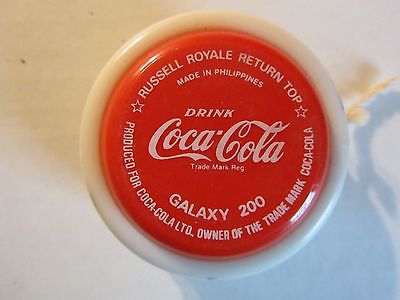 ☆ RUSSELL ROYALE RETURN TOP ☆
MADE IN PHILIPPINES
DRINK
Coca-Cola
Trade Mark Reg.
GALAXY 200
PRODUCED FOR COCA-COLA LTD. OWNER OF THE TRADE MARK COCA-COLA